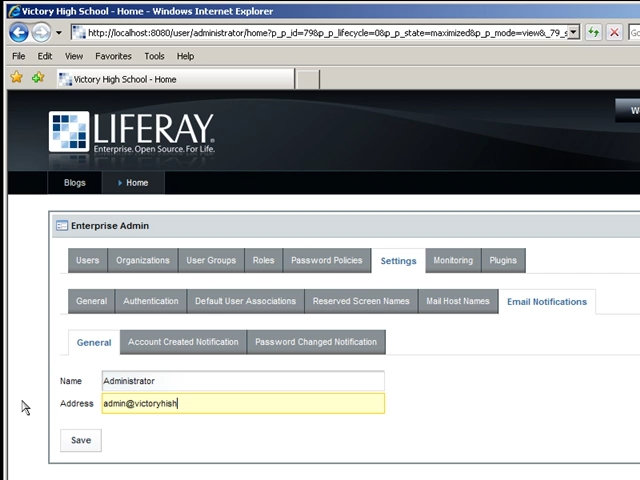 Victory High School - Home - Windows Internet Explorer
http://localhost:8080/user/administrator/home?p_p_id=79&p_p_lifecycle=0&p_p_state=maximized&p_p_mode=view&_79_s
File Edit View Favorites Tools Help
Victory High School - Home
LIFERAY
Enterprise. Open Source. For Life.
Blogs Home
Enterprise Admin
Users Organizations User Groups Roles Password Policies Settings Monitoring Plugins
General Authentication Default User Associations Reserved Screen Names Mail Host Names Email Notifications
General Account Created Notification Password Changed Notification
Name Administrator
Address admin@victoryhish
Save